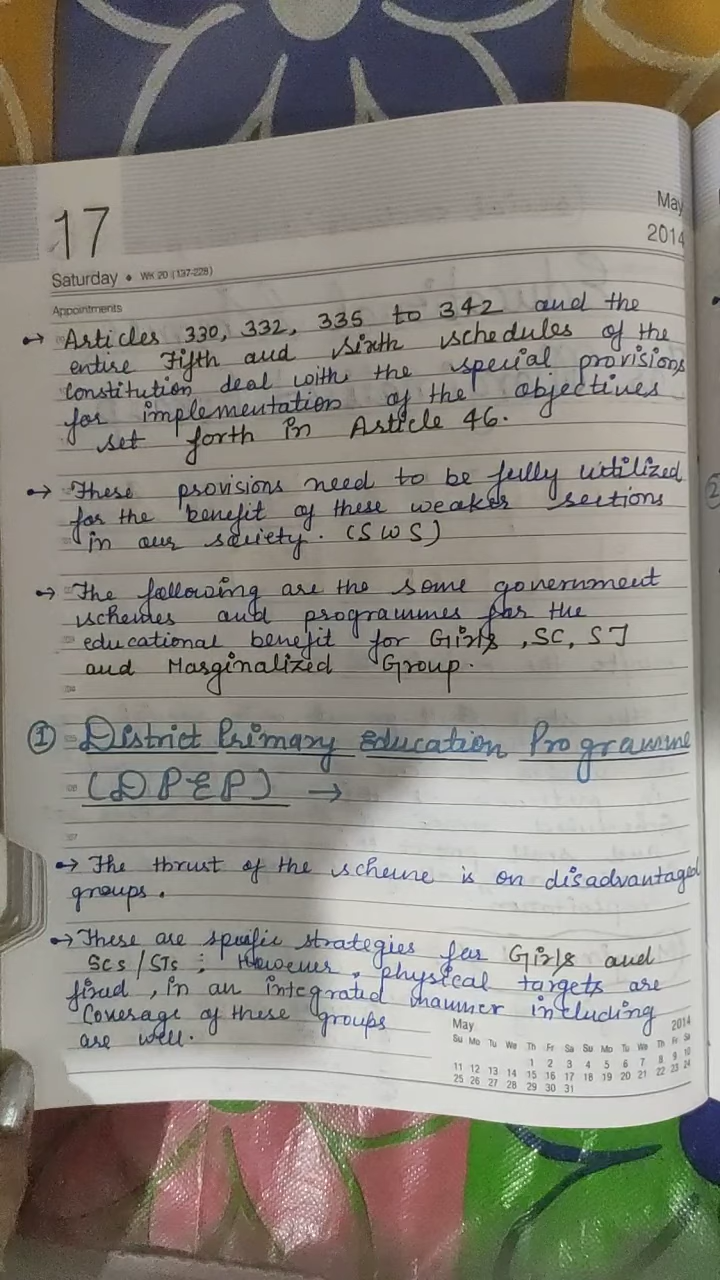 17
May
2014
Saturday • WK 20 (137-228)
Appointments
↦ Articles 330, 332, 335 to 342 and the
entire Fifth and sixth schedules of the
constitution deal with the special provisions
for implementation of the objectives
set forth in Article 46.
↦ These provisions need to be fully utilized
for the benefit of these weaker sections
in our society. (SWS)
↦ The following are the some government
schemes and programmes for the
educational benefit for Girls, SC, ST
and Marginalized Group.
① District Primary Education Programme
(DPEP) →
↦ The thrust of the scheme is on disadvantaged
groups.
↦ These are specific strategies for Girls and
SCs/STs; However, physical targets are
fixed, in an integrated manner including
Coverage of these groups
are well.
May 2014
Su Mo Tu We Th Fr Sa Su Mo Tu We Th Fr Sa
1 2 3 4 5 6 7 8 9 10
11 12 13 14 15 16 17 18 19 20 21 22 23 24
25 26 27 28 29 30 31